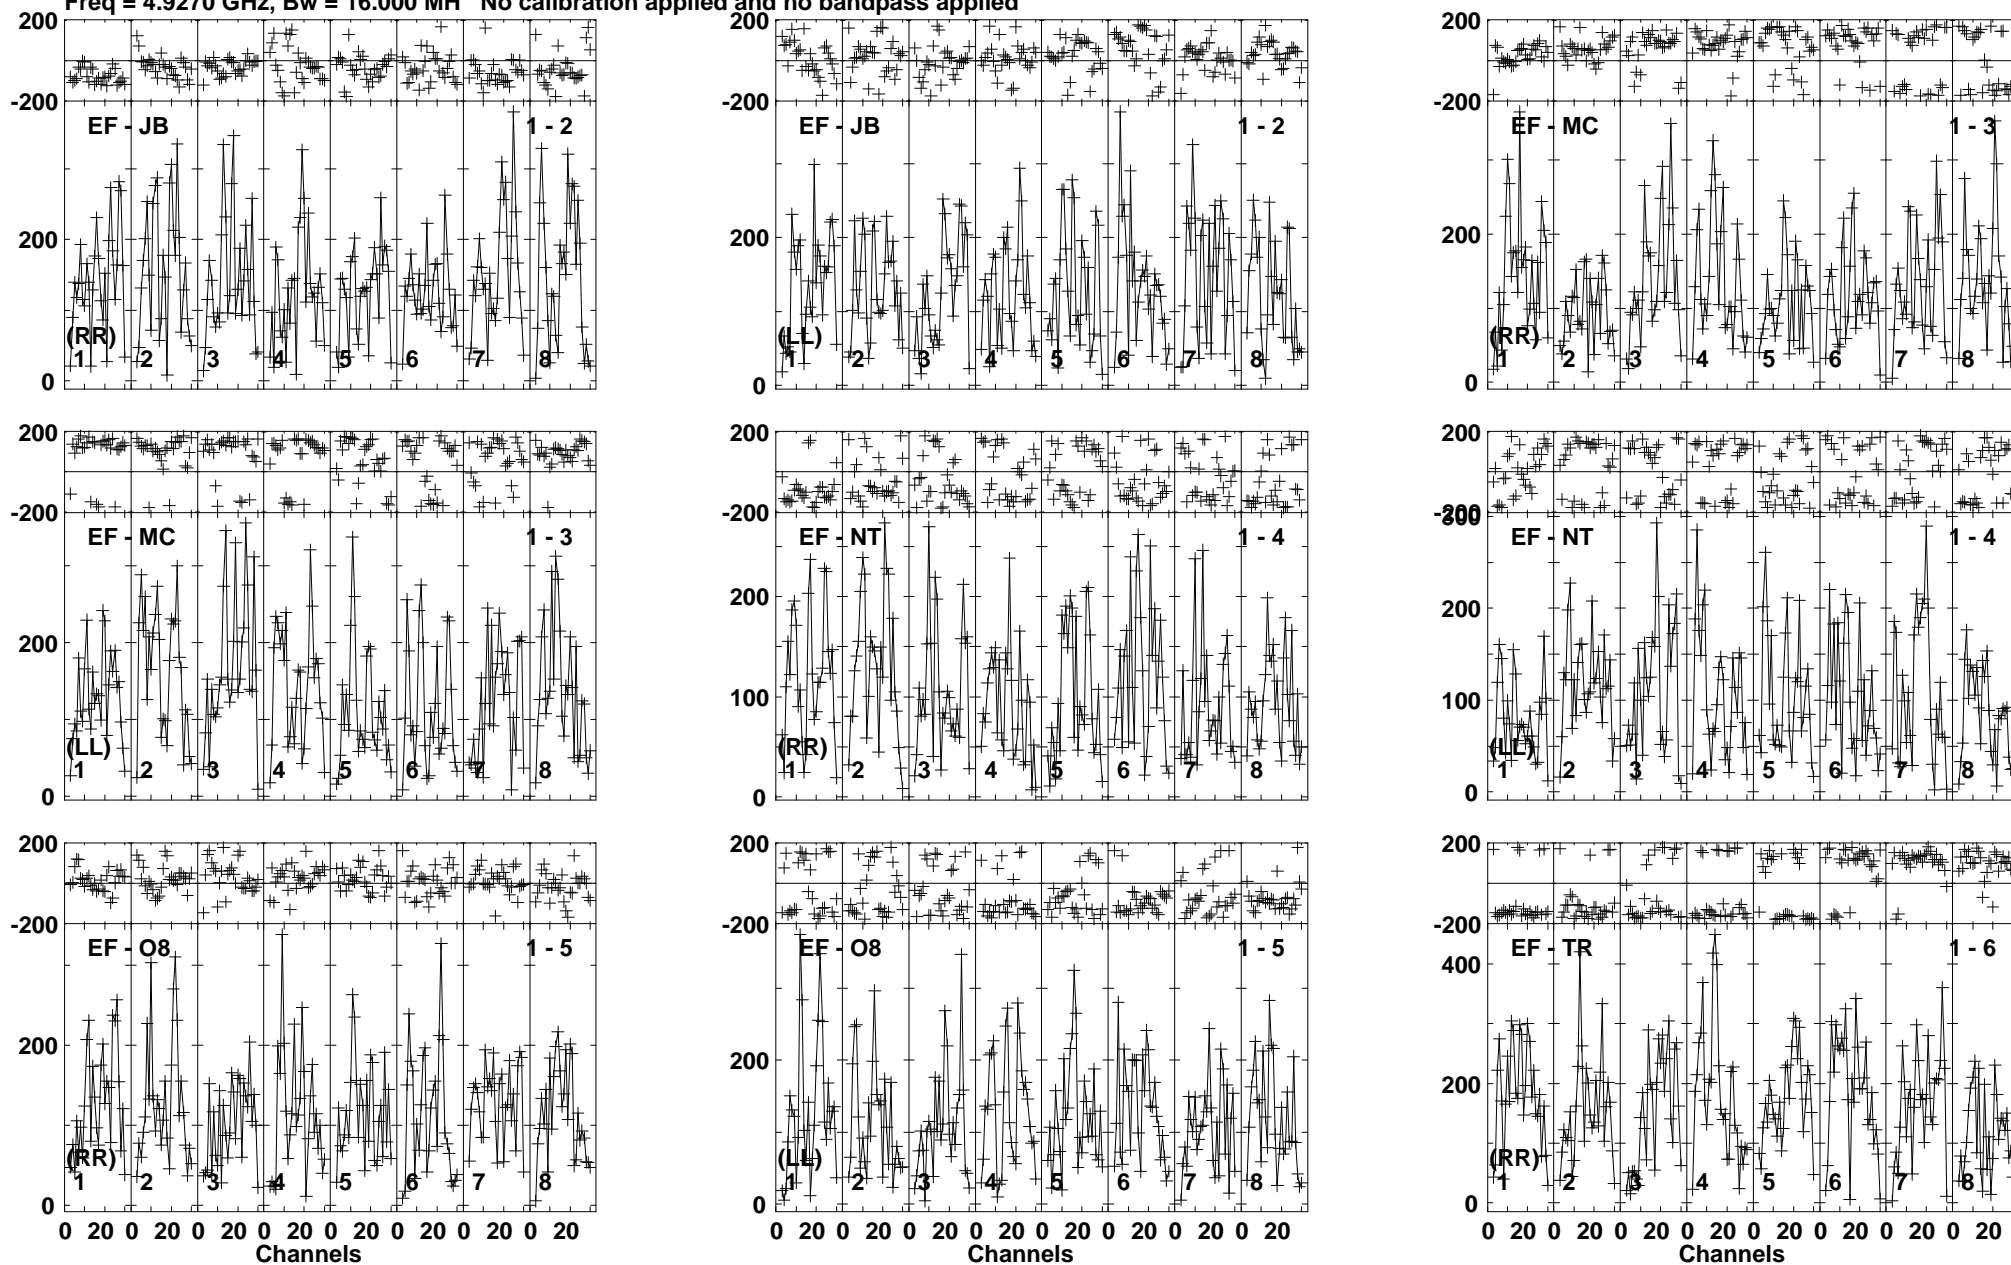 Freq = 4.9270 GHz, Bw = 16.000 MH No calibration applied and no bandpass applied
200 200 200
-200 -200 -200
EF - JB 1 - 2 EF - JB 1 - 2 EF - MC 1 - 3
200 200 200
(RR) (LL) (RR)
1 2 3 4 5 6 7 8 1 2 3 4 5 6 7 8 1 2 3 4 5 6 7 8
0 0 0
200 200 200
-200 -200 -200
300
EF - MC 1 - 3 EF - NT 1 - 4 EF - NT 1 - 4
200 200 200
100 100
(LL) (RR) (LL)
1 2 3 4 5 6 7 8 1 2 3 4 5 6 7 8 1 2 3 4 5 6 7 8
0 0 0
200 200 200
-200 -200 -200
EF - O8 1 - 5 EF - O8 1 - 5 EF - TR 1 - 6
400
200 200 200
(RR) (LL) (RR)
1 2 3 4 5 6 7 8 1 2 3 4 5 6 7 8 1 2 3 4 5 6 7 8
0 0 0
0 20 0 20 0 20 0 20 0 20 0 20 0 20 0 20 0 20 0 20 0 20 0 20 0 20 0 20 0 20 0 20 0 20 0 20 0 20 0 20 0 20 0 20 0 20 0 20
Channels Channels Channels